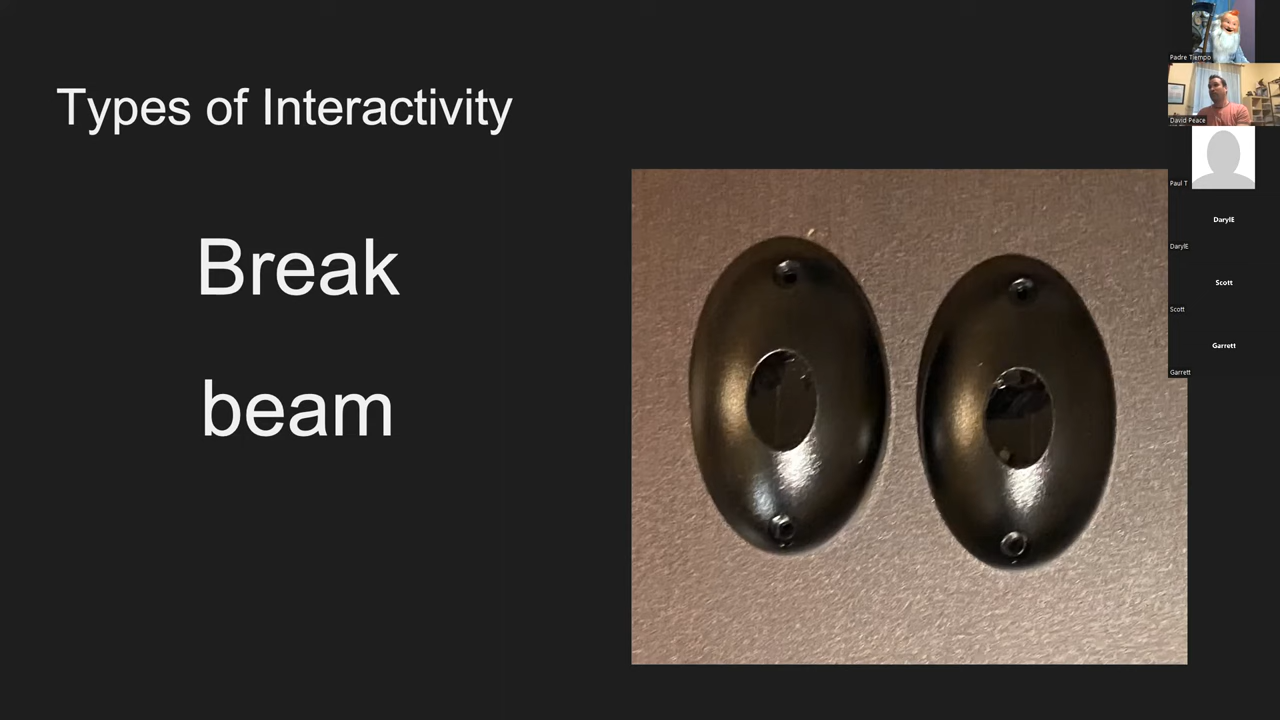 Types of Interactivity
Break
beam
Padre Tiempo
David Peace
Paul T
DarylE
DarylE
Scott
Scott
Garrett
Garrett